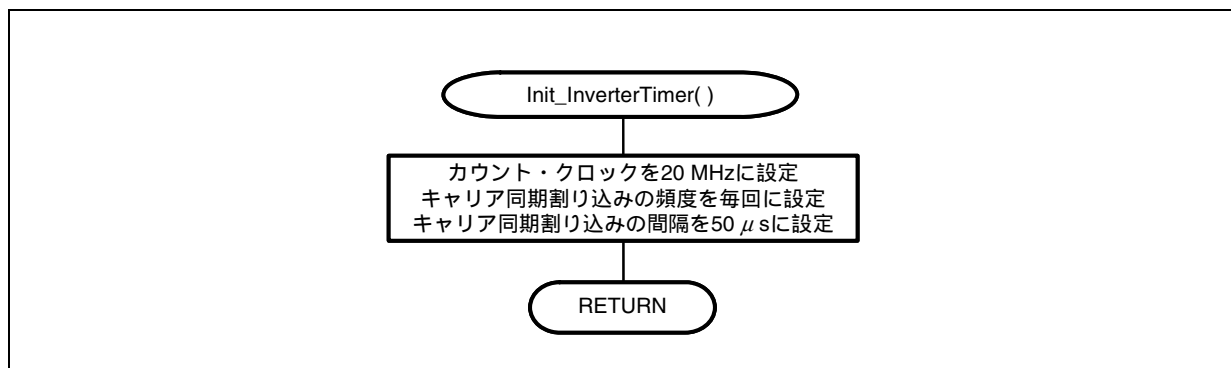 Init_InverterTimer( )
カウント・クロックを20 MHzに設定
キャリア同期割り込みの頻度を毎回に設定
キャリア同期割り込みの間隔を50 μsに設定
RETURN